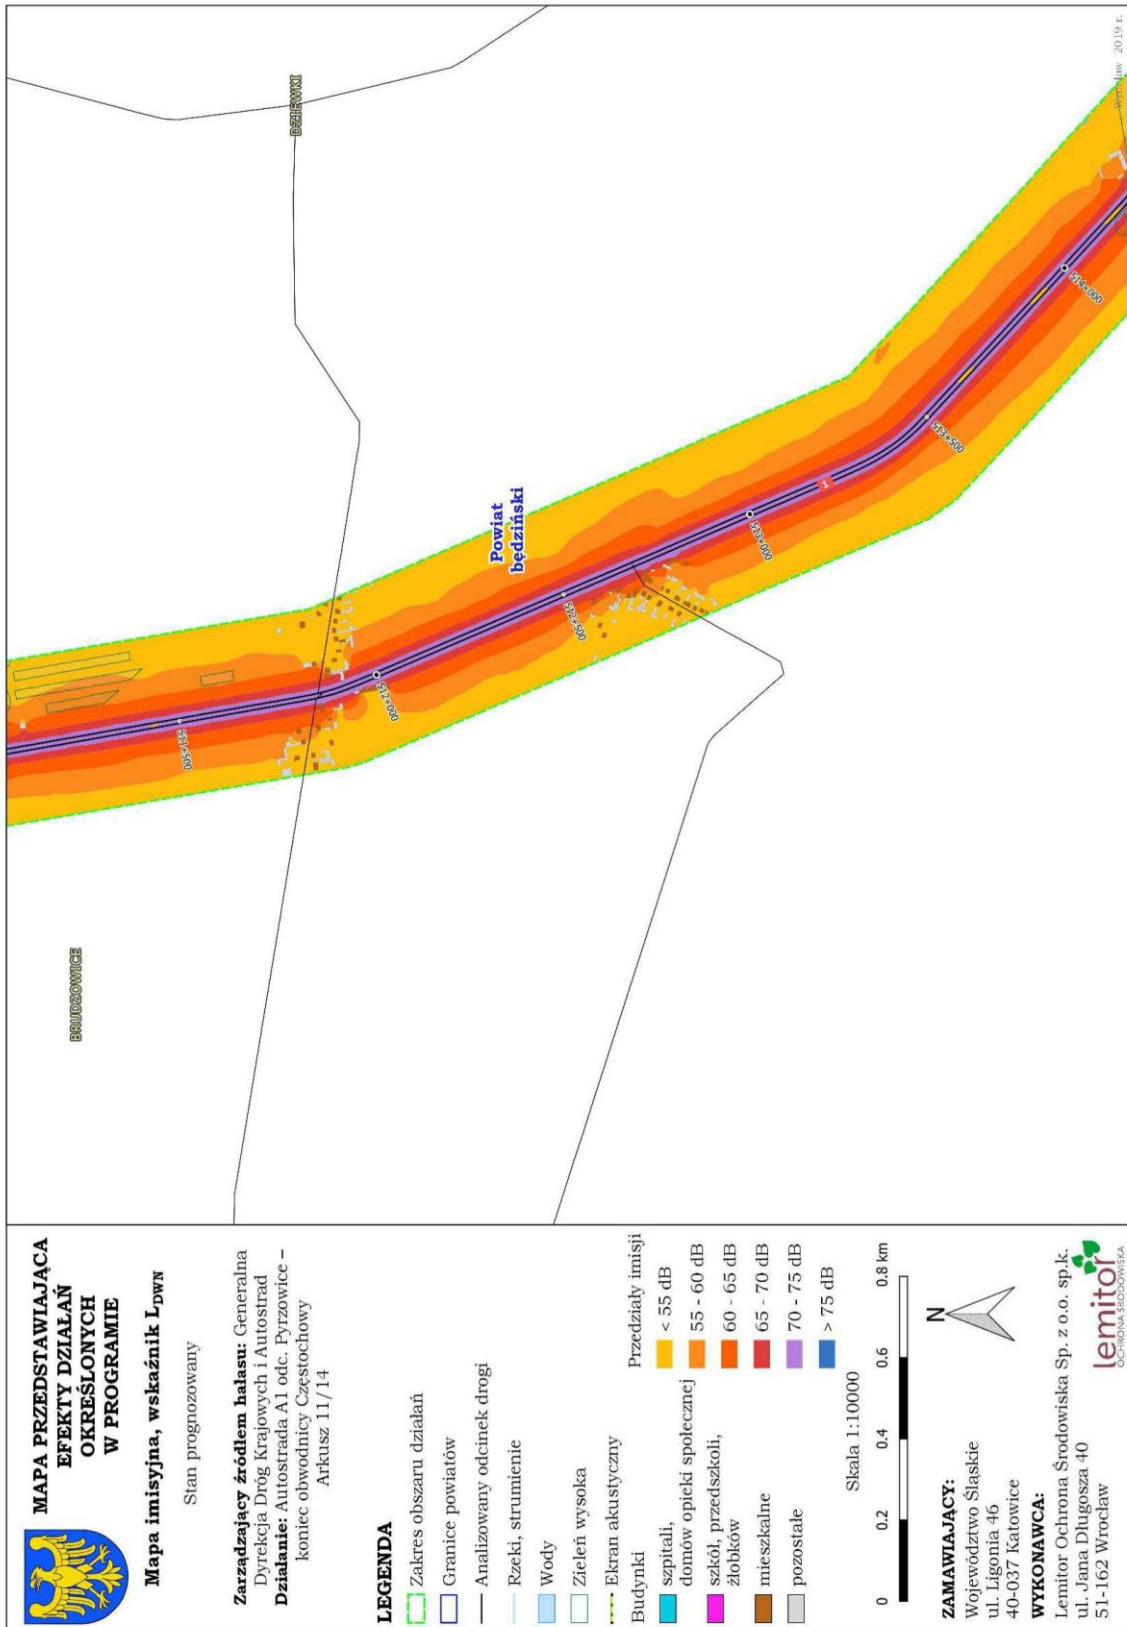 MAPA PRZEDSTAWIAJĄCA
EFEKTY DZIAŁAŃ
OKREŚLONYCH
W PROGRAMIE
Mapa imisyjna, wskaźnik L_DWN
Stan prognozowany
Zarządzający źródłem hałasu: Generalna
Dyrekcja Dróg Krajowych i Autostrad
Działanie: Autostrada A1 odc. Pyrzowice –
koniec obwodnicy Częstochowy
Arkusz 11/14
LEGENDA
Zakres obszaru działań
Granice powiatów
Analizowany odcinek drogi
Rzeki, strumienie
Wody
Zieleń wysoka
Ekran akustyczny
Budynki
szpitali,
domów opieki społecznej
szkół, przedszkoli,
żłobków
mieszkalne
pozostałe
Przedziały imisji
< 55 dB
55 - 60 dB
60 - 65 dB
65 - 70 dB
70 - 75 dB
> 75 dB
Skala 1:10000
0 0.2 0.4 0.6 0.8 km
N
ZAMAWIAJĄCY:
Województwo Śląskie
ul. Ligonia 46
40-037 Katowice
WYKONAWCA:
Lemitor Ochrona Środowiska Sp. z o.o. sp.k.
ul. Jana Długosza 40
51-162 Wrocław
lemitor
OCHRONA ŚRODOWISKA
BRUDZOWICE
DZIEWKI
Powiat
będziński
511+500
512+000
512+500
513+000
1
513+500
514+000
Wrocław 2019 r.